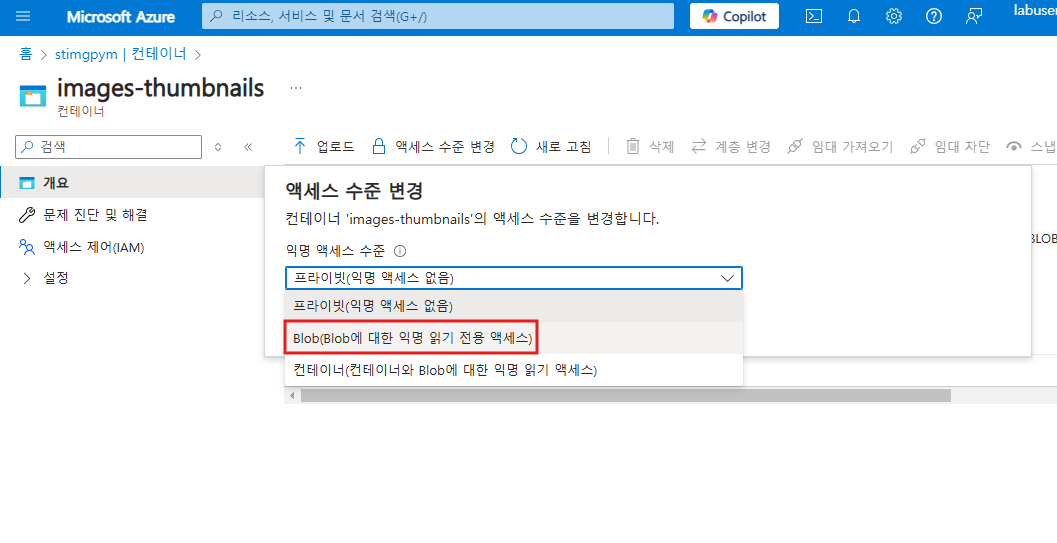 Microsoft Azure
리소스, 서비스 및 문서 검색(G+/)
Copilot
labuser
홈 > stimgpym | 컨테이너 >
images-thumbnails ...
컨테이너
검색
업로드 액세스 수준 변경 새로 고침 삭제 계층 변경 임대 가져오기 임대 차단
개요
문제 진단 및 해결
액세스 제어(IAM)
설정
액세스 수준 변경
컨테이너 'images-thumbnails'의 액세스 수준을 변경합니다.
익명 액세스 수준
프라이빗(익명 액세스 없음)
프라이빗(익명 액세스 없음)
Blob(Blob에 대한 익명 읽기 전용 액세스)
컨테이너(컨테이너와 Blob에 대한 익명 읽기 액세스)